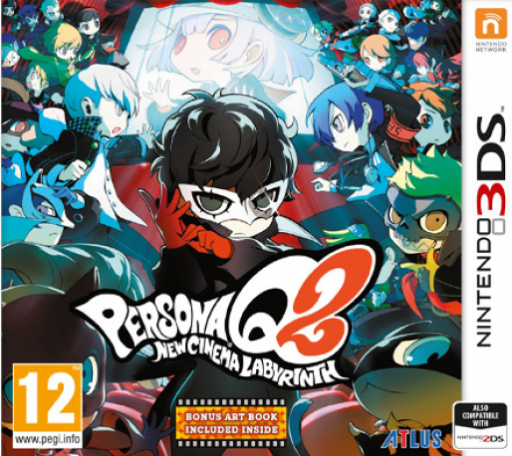 NINTENDO
NETWORK
NINTENDO 3DS™
PERSONA Q2
NEW CINEMA LABYRINTH
12
www.pegi.info
BONUS ART BOOK
INCLUDED INSIDE
ATLUS
ALSO
COMPATIBLE
WITH
NINTENDO 2DS